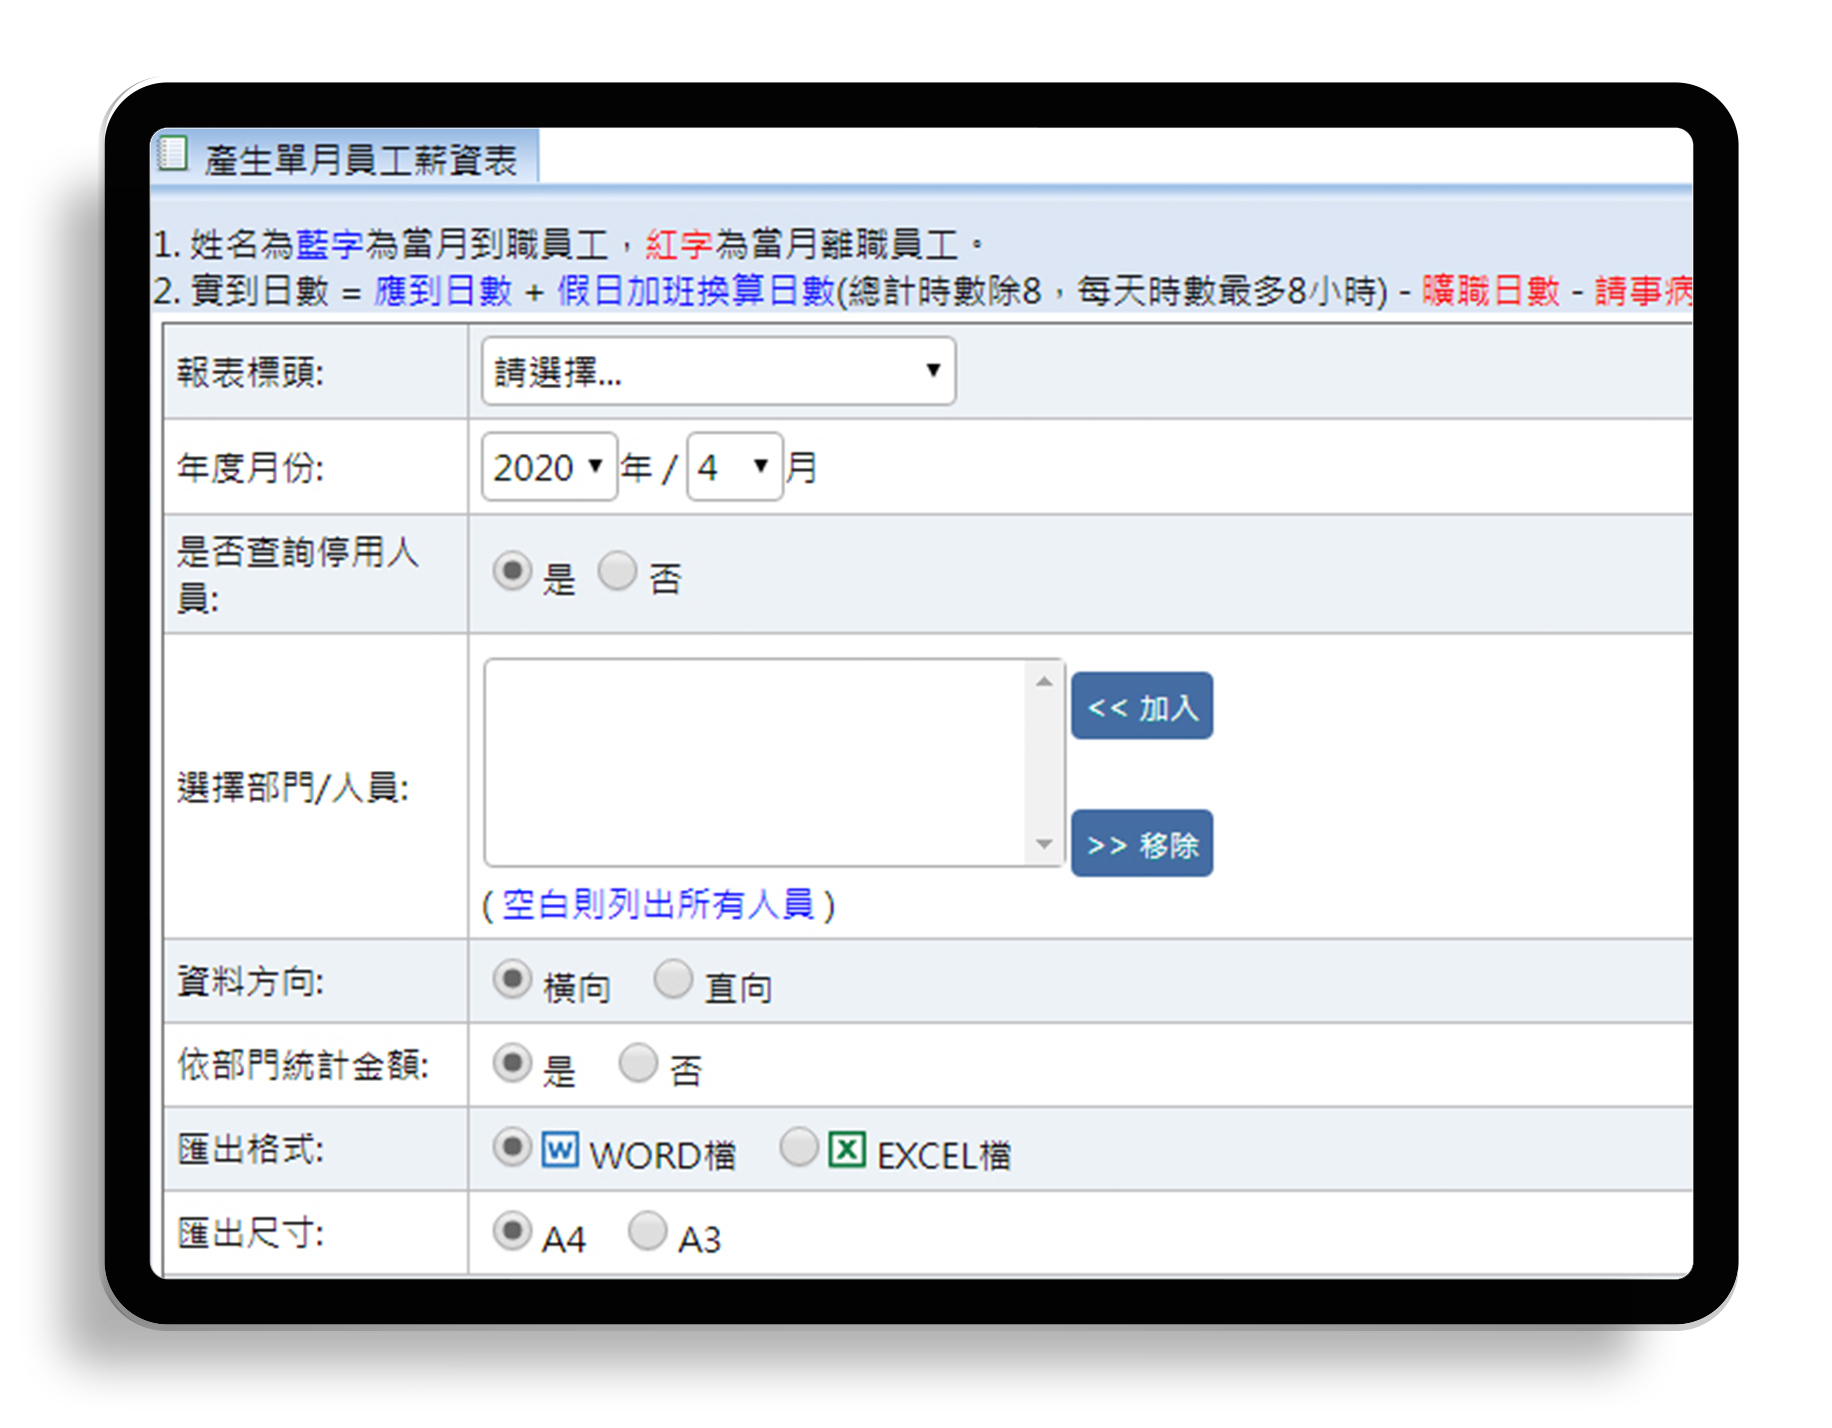 產生單月員工薪資表
1. 姓名為藍字為當月到職員工，紅字為當月離職員工。
2. 實到日數 = 應到日數 + 假日加班換算日數(總計時數除8，每天時數最多8小時) - 曠職日數 - 請事病
報表標頭: 請選擇...
年度月份: 2020 年 / 4 月
是否查詢停用人
員: 是 否
<< 加入
選擇部門/人員:
>> 移除
( 空白則列出所有人員 )
資料方向: 橫向 直向
依部門統計金額: 是 否
匯出格式: W WORD檔 X EXCEL檔
匯出尺寸: A4 A3